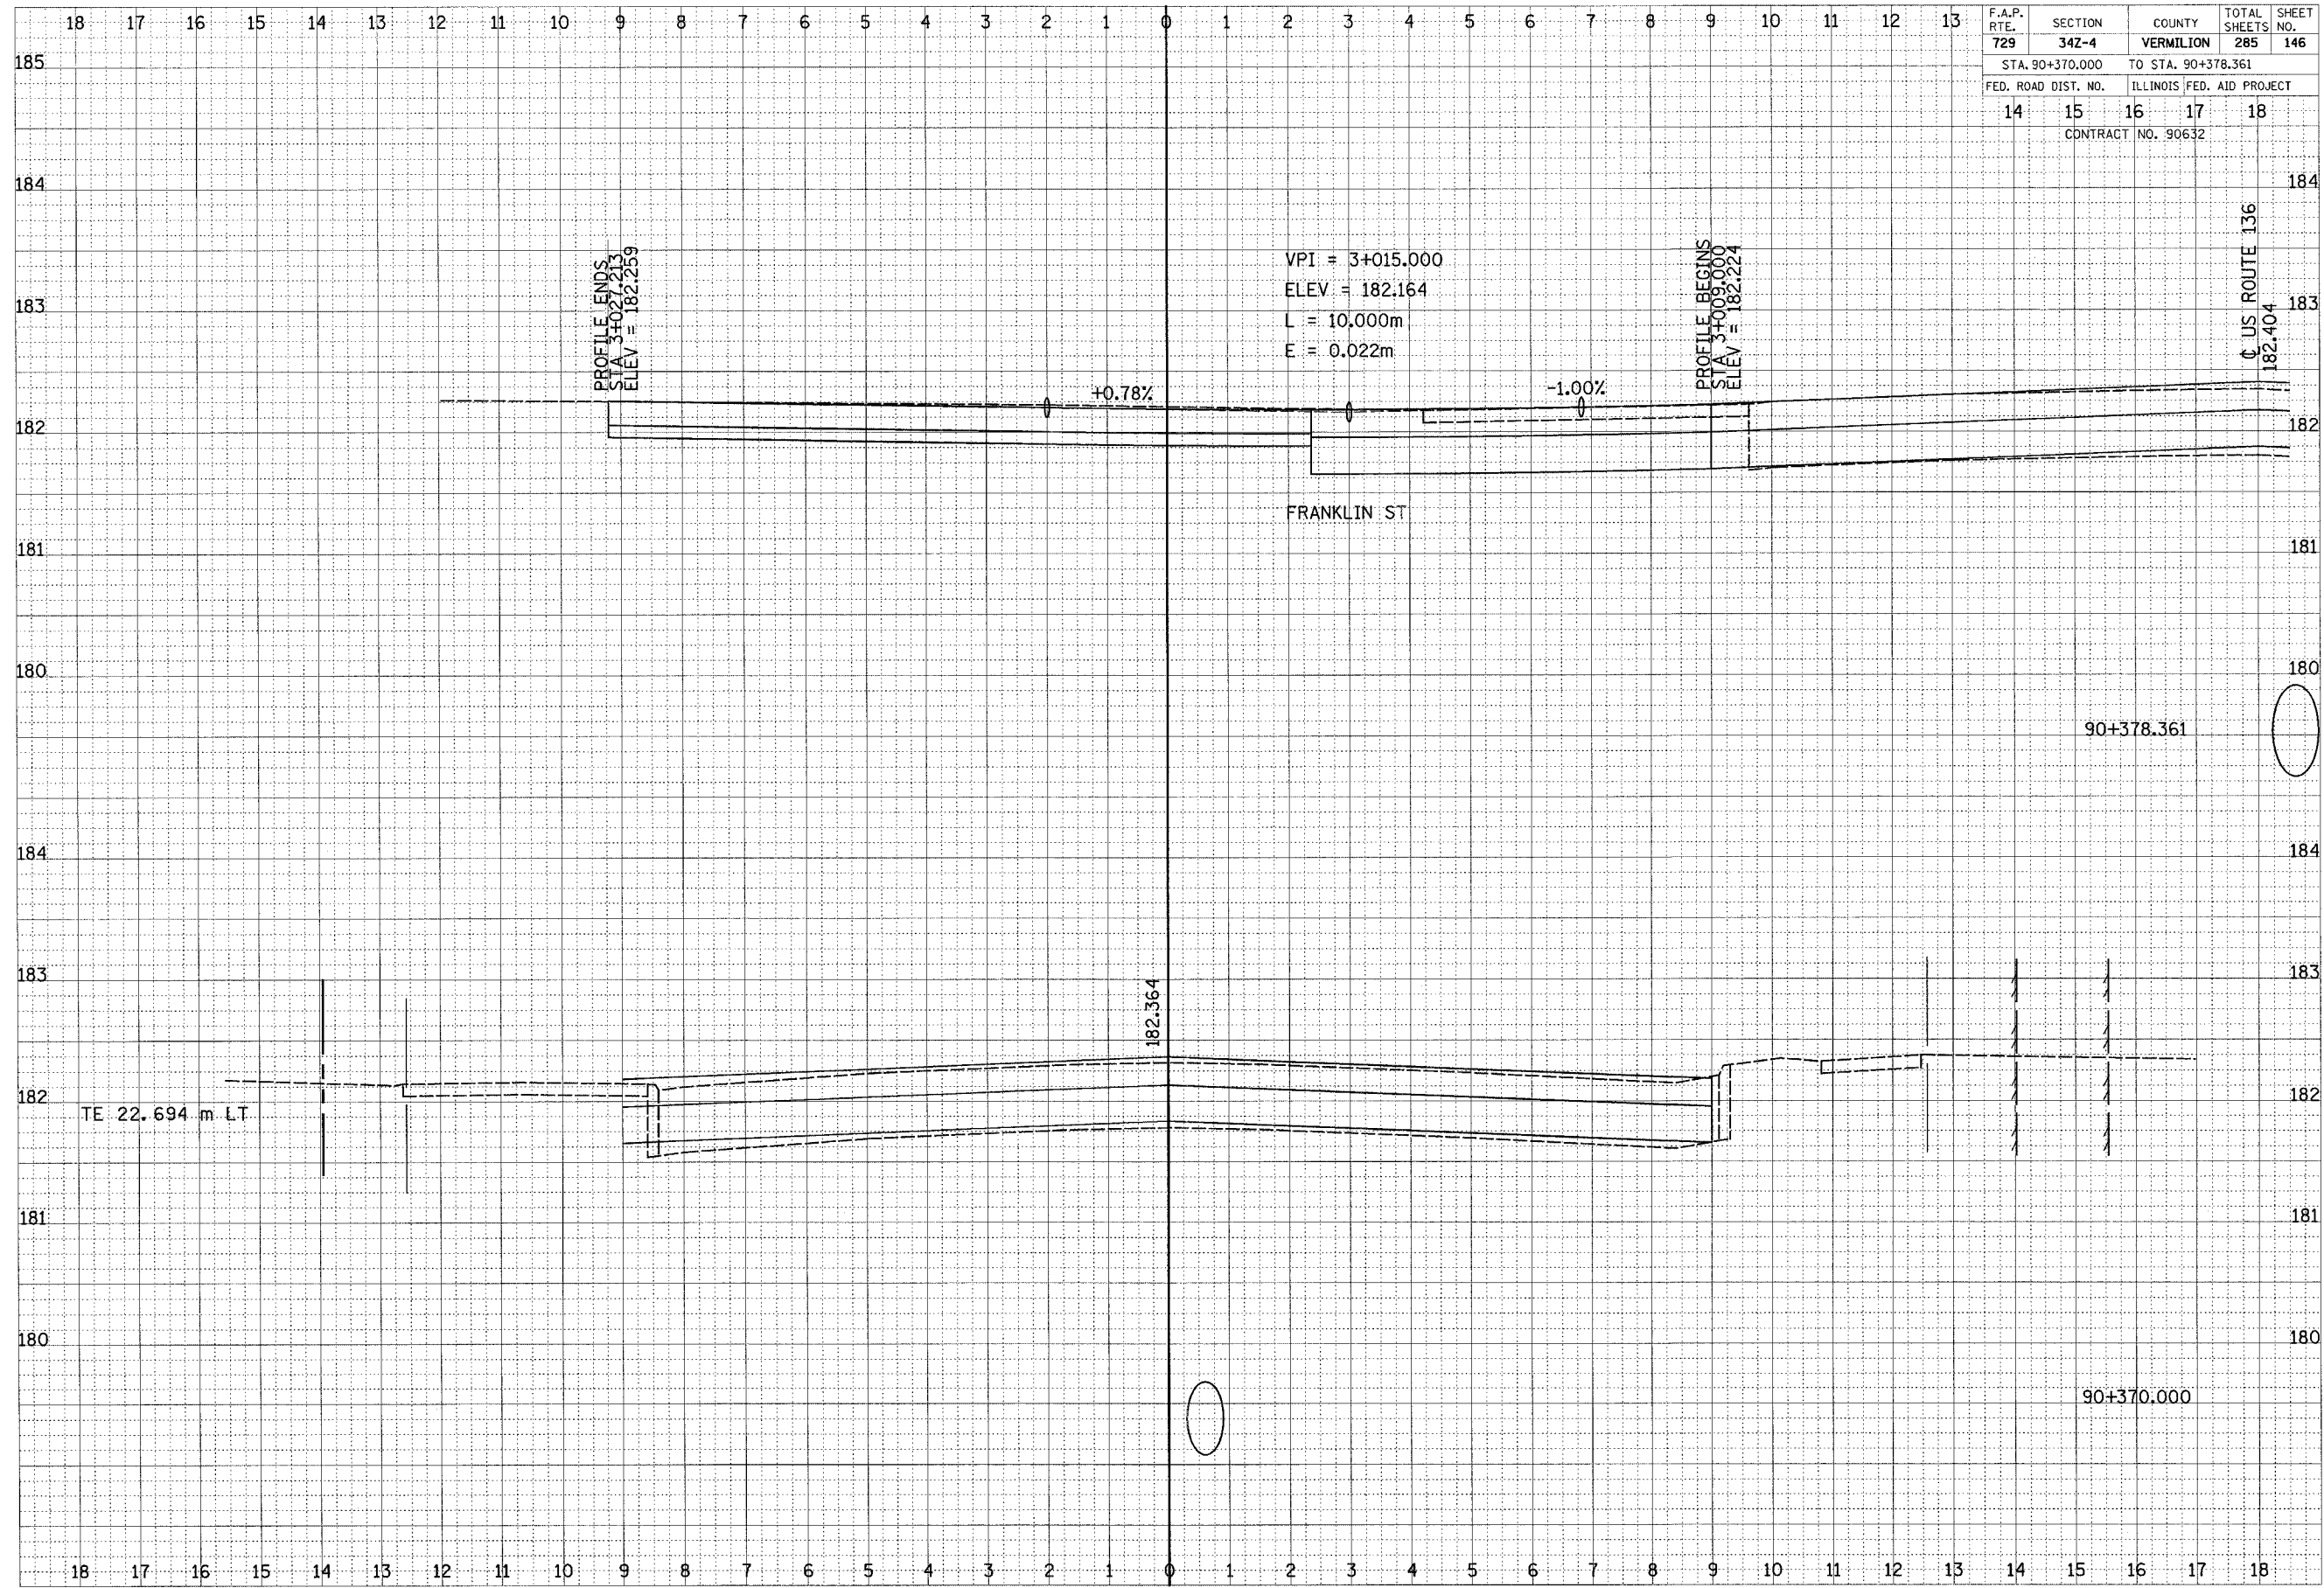 18 17 16 15 14 13 12 11 10 9 8 7 6 5 4 3 2 1 0 1 2 3 4 5 6 7 8 9 10 11 12 13
F.A.P. RTE. SECTION COUNTY TOTAL SHEETS SHEET NO.
729 34Z-4 VERMILION 285 146
STA. 90+370.000 TO STA. 90+378.361
FED. ROAD DIST. NO. ILLINOIS FED. AID PROJECT
14 15 16 17 18
CONTRACT NO. 90632
185
184 184
183 183
182 182
181 181
180 180
PROFILE ENDS
STA 3+027.213
ELEV = 182.259
VPI = 3+015.000
ELEV = 182.164
L = 10.000m
E = 0.022m
PROFILE BEGINS
STA 3+009.000
ELEV = 182.224
℄ US ROUTE 136
182.404
+0.78%
-1.00%
FRANKLIN ST
90+378.361
184 184
183 183
182 182
181 181
180 180
182.364
TE 22.694 m LT
90+370.000
18 17 16 15 14 13 12 11 10 9 8 7 6 5 4 3 2 1 0 1 2 3 4 5 6 7 8 9 10 11 12 13 14 15 16 17 18